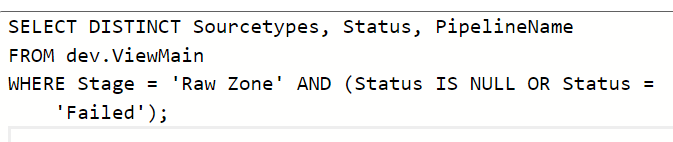 SELECT DISTINCT Sourcetypes, Status, PipelineName
FROM dev.ViewMain
WHERE Stage = 'Raw Zone' AND (Status IS NULL OR Status =
    'Failed');